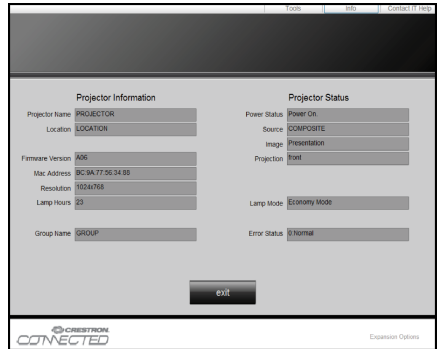 Tools Info Contact IT Help
Projector Information
Projector Name PROJECTOR
Location LOCATION
Firmware Version A06
Mac Address BC:9A:77:56:34:88
Resolution 1024x768
Lamp Hours 23
Group Name GROUP
Projector Status
Power Status Power On
Source COMPOSITE
Image Presentation
Projection front
Lamp Mode Economy Mode
Error Status 0:Normal
exit
CRESTRON
CONNECTED
Expansion Options